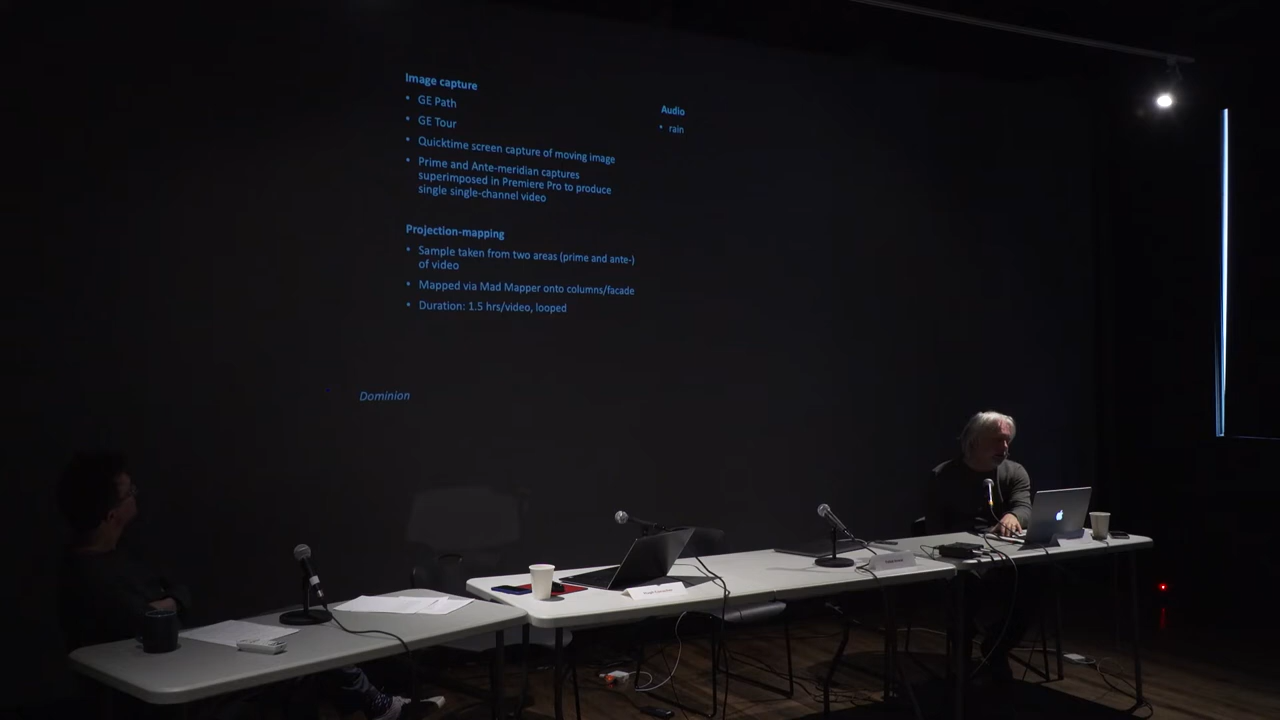 Image capture
• GE Path
• GE Tour
• Quicktime screen capture of moving image
• Prime and Ante-meridian captures
superimposed in Premiere Pro to produce
single single-channel video
Projection-mapping
• Sample taken from two areas (prime and ante-)
of video
• Mapped via Mad Mapper onto columns/facade
• Duration: 1.5 hrs/video, looped
Audio
• rain
Dominion